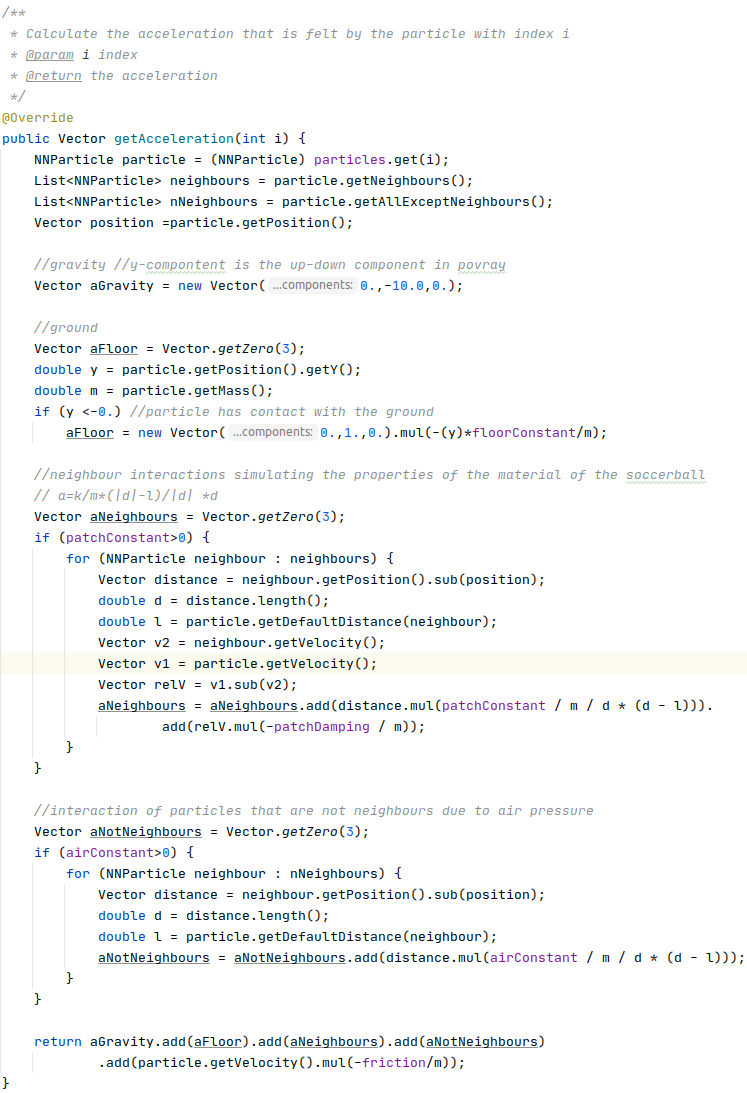 /**
 * Calculate the acceleration that is felt by the particle with index i
 * @param i index
 * @return the acceleration
 */
@Override
public Vector getAcceleration(int i) {
    NNParticle particle = (NNParticle) particles.get(i);
    List<NNParticle> neighbours = particle.getNeighbours();
    List<NNParticle> nNeighbours = particle.getAllExceptNeighbours();
    Vector position =particle.getPosition();

    //gravity //y-compontent is the up-down component in povray
    Vector aGravity = new Vector( ...components: 0.,-10.0,0.);

    //ground
    Vector aFloor = Vector.getZero(3);
    double y = particle.getPosition().getY();
    double m = particle.getMass();
    if (y <-0.) //particle has contact with the ground
        aFloor = new Vector( ...components: 0.,1.,0.).mul(-(y)*floorConstant/m);

    //neighbour interactions simulating the properties of the material of the soccerball
    // a=k/m*(|d|-l)/|d| *d
    Vector aNeighbours = Vector.getZero(3);
    if (patchConstant>0) {
        for (NNParticle neighbour : neighbours) {
            Vector distance = neighbour.getPosition().sub(position);
            double d = distance.length();
            double l = particle.getDefaultDistance(neighbour);
            Vector v2 = neighbour.getVelocity();
            Vector v1 = particle.getVelocity();
            Vector relV = v1.sub(v2);
            aNeighbours = aNeighbours.add(distance.mul(patchConstant / m / d * (d - l))).
                    add(relV.mul(-patchDamping / m));
        }
    }

    //interaction of particles that are not neighbours due to air pressure
    Vector aNotNeighbours = Vector.getZero(3);
    if (airConstant>0) {
        for (NNParticle neighbour : nNeighbours) {
            Vector distance = neighbour.getPosition().sub(position);
            double d = distance.length();
            double l = particle.getDefaultDistance(neighbour);
            aNotNeighbours = aNotNeighbours.add(distance.mul(airConstant / m / d * (d - l)));
        }
    }

    return aGravity.add(aFloor).add(aNeighbours).add(aNotNeighbours)
            .add(particle.getVelocity().mul(-friction/m));
}